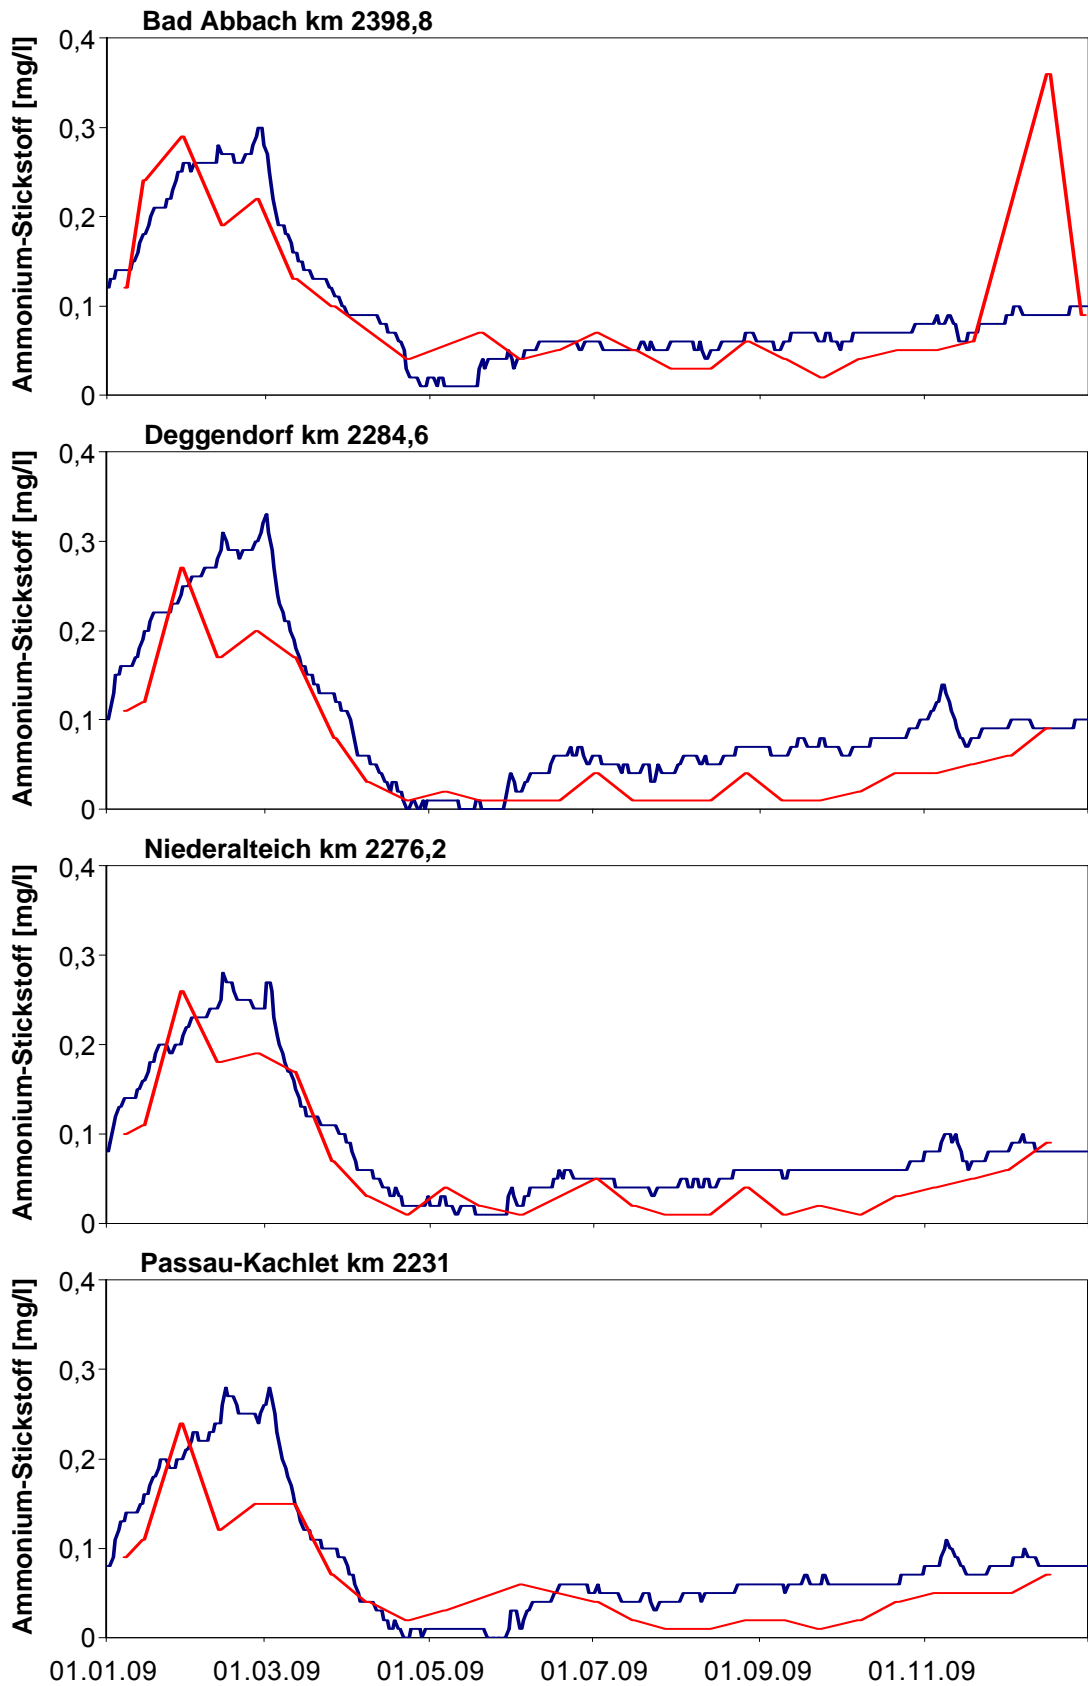 Bad Abbach km 2398,8
Ammonium-Stickstoff [mg/l]
0,4
0,3
0,2
0,1
0
Deggendorf km 2284,6
Ammonium-Stickstoff [mg/l]
0,4
0,3
0,2
0,1
0
Niederalteich km 2276,2
Ammonium-Stickstoff [mg/l]
0,4
0,3
0,2
0,1
0
Passau-Kachlet km 2231
Ammonium-Stickstoff [mg/l]
0,4
0,3
0,2
0,1
0
01.01.09 01.03.09 01.05.09 01.07.09 01.09.09 01.11.09